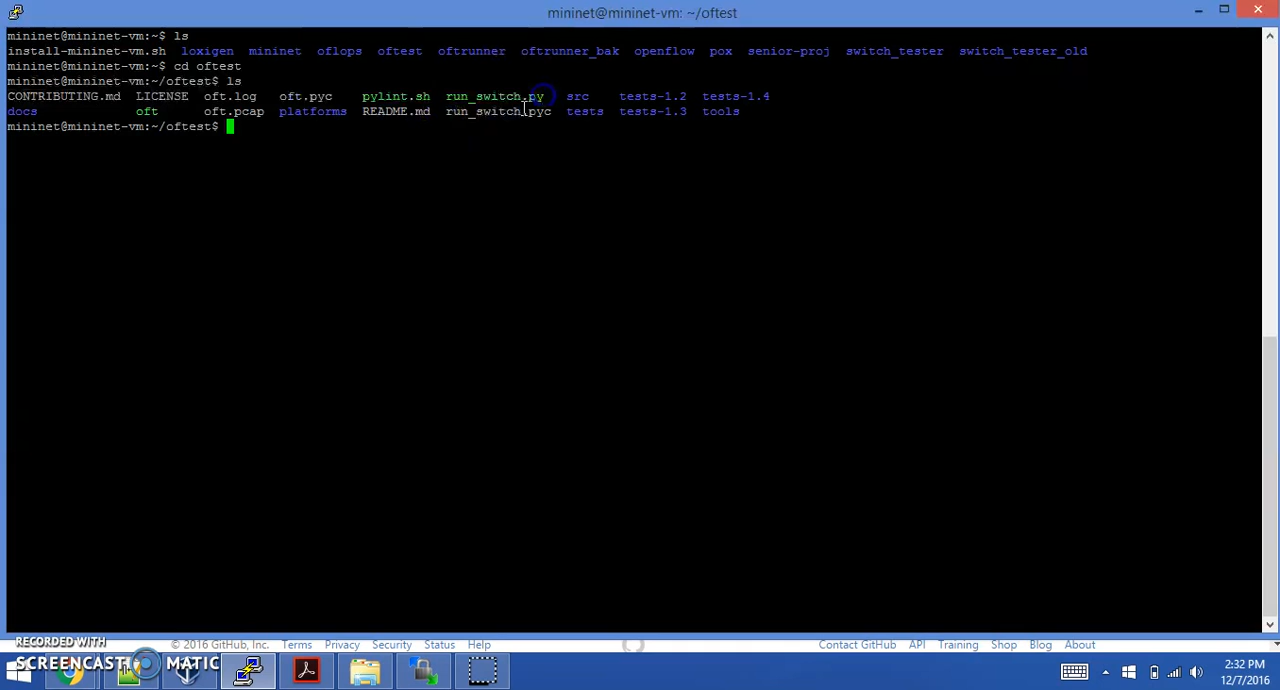 mininet@mininet-vm: ~/oftest
mininet@mininet-vm:~$ ls
install-mininet-vm.sh loxigen mininet oflops oftest oftrunner oftrunner_bak openflow pox senior-proj switch_tester switch_tester_old
mininet@mininet-vm:~$ cd oftest
mininet@mininet-vm:~/oftest$ ls
CONTRIBUTING.md LICENSE oft.log oft.pyc pylint.sh run_switch.py src tests-1.2 tests-1.4
docs oft oft.pcap platforms README.md run_switch.pyc tests tests-1.3 tools
mininet@mininet-vm:~/oftest$
© 2016 GitHub, Inc. Terms Privacy Security Status Help Contact GitHub API Training Shop Blog About
RECORDED WITH
SCREENCAST MATIC
2:32 PM
12/7/2016